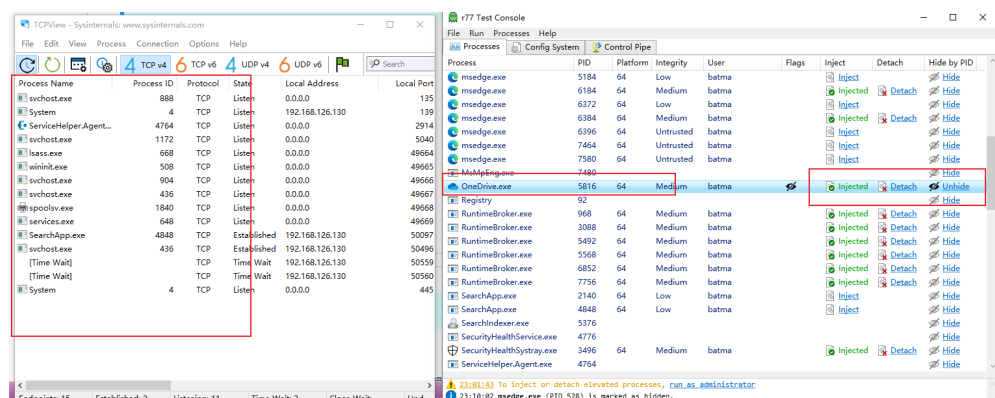 TCPView - Sysinternals: www.sysinternals.com
File Edit View Process Connection Options Help
4 TCP v4 6 TCP v6 4 UDP v4 6 UDP v6 Search
Process Name Process ID Protocol State Local Address Local Port
svchost.exe 888 TCP Listen 0.0.0.0 135
System 4 TCP Listen 192.168.126.130 139
ServiceHelper.Agent... 4764 TCP Listen 0.0.0.0 2914
svchost.exe 1172 TCP Listen 0.0.0.0 5040
lsass.exe 668 TCP Listen 0.0.0.0 49664
wininit.exe 508 TCP Listen 0.0.0.0 49665
svchost.exe 904 TCP Listen 0.0.0.0 49666
svchost.exe 436 TCP Listen 0.0.0.0 49667
spoolsv.exe 1840 TCP Listen 0.0.0.0 49668
services.exe 648 TCP Listen 0.0.0.0 49669
SearchApp.exe 4848 TCP Established 192.168.126.130 50097
svchost.exe 436 TCP Established 192.168.126.130 50496
[Time Wait] TCP Time Wait 192.168.126.130 50559
[Time Wait] TCP Time Wait 192.168.126.130 50560
System 4 TCP Listen 0.0.0.0 445
Endpoints: 15 Established: 2 Listening: 11 Time Wait: 2 Close Wait:
r77 Test Console
File Run Processes Help
Processes Config System Control Pipe
Process PID Platform Integrity User Flags Inject Detach Hide by PID
msedge.exe 5184 64 Low batma Inject Hide
msedge.exe 6184 64 Medium batma Injected Detach Hide
msedge.exe 6372 64 Low batma Inject Hide
msedge.exe 6384 64 Medium batma Injected Detach Hide
msedge.exe 6396 64 Untrusted batma Inject Hide
msedge.exe 7464 64 Untrusted batma Inject Hide
msedge.exe 7580 64 Untrusted batma Inject Hide
MsMpEng.exe 7480 Hide
OneDrive.exe 5816 64 Medium batma Injected Detach Unhide
Registry 92 Hide
RuntimeBroker.exe 968 64 Medium batma Injected Detach Hide
RuntimeBroker.exe 3088 64 Medium batma Injected Detach Hide
RuntimeBroker.exe 5492 64 Medium batma Injected Detach Hide
RuntimeBroker.exe 5568 64 Medium batma Injected Detach Hide
RuntimeBroker.exe 6852 64 Medium batma Injected Detach Hide
RuntimeBroker.exe 7756 64 Medium batma Injected Detach Hide
SearchApp.exe 2140 64 Low batma Inject Hide
SearchApp.exe 4848 64 Low batma Inject Hide
SearchIndexer.exe 5376 Hide
SecurityHealthService.exe 4776 Hide
SecurityHealthSystray.exe 3496 64 Medium batma Injected Detach Hide
ServiceHelper.Agent.exe 4764 Hide
23:01:43 To inject or detach elevated processes, run as administrator
23:10:02 msedge.exe (PID 528) is marked as hidden.